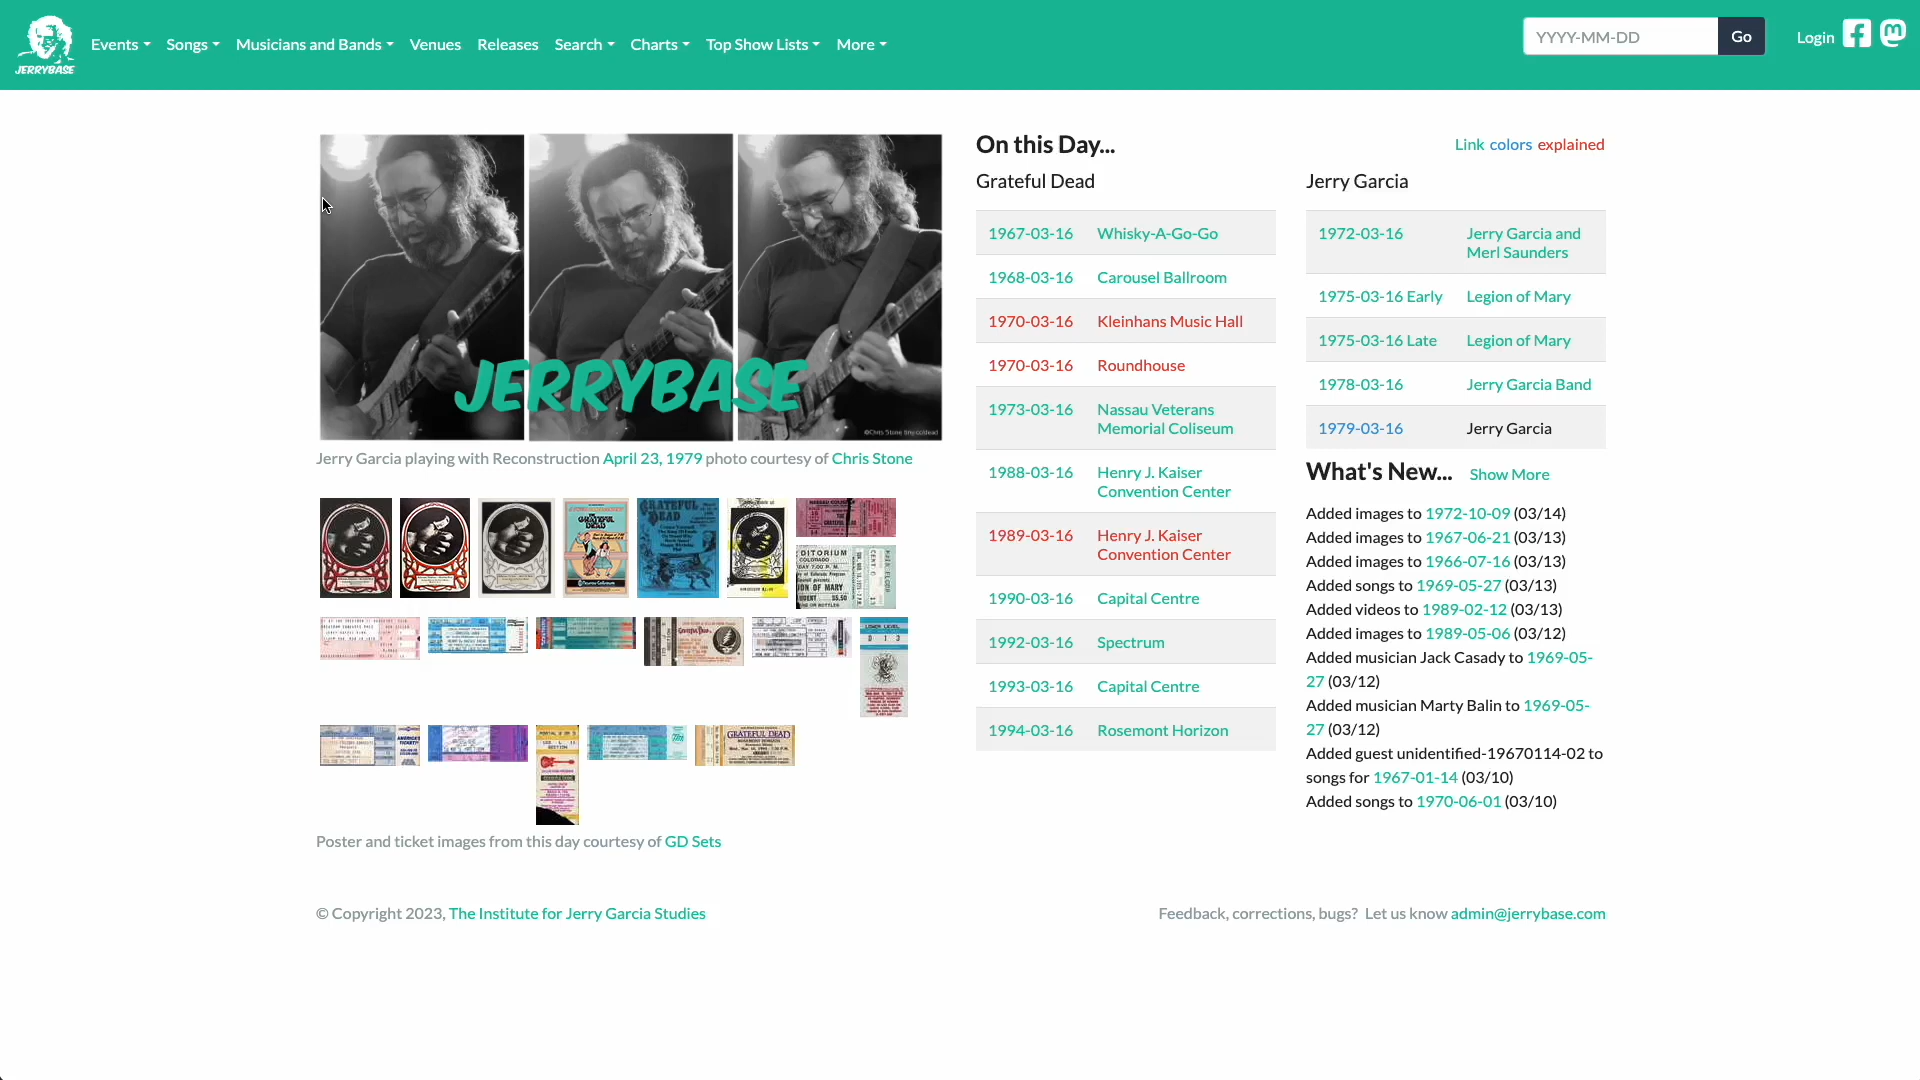 Events
Songs
Musicians and Bands
Venues
Releases
Search
Charts
Top Show Lists
More
YYYY-MM-DD
Go
Login
JERRYBASE
JERRYBASE
©Chris Stone tiny.cc/dead
Jerry Garcia playing with Reconstruction April 23, 1979 photo courtesy of Chris Stone
Poster and ticket images from this day courtesy of GD Sets
On this Day...
Link colors explained
Grateful Dead
1967-03-16 Whisky-A-Go-Go
1968-03-16 Carousel Ballroom
1970-03-16 Kleinhans Music Hall
1970-03-16 Roundhouse
1973-03-16 Nassau Veterans
Memorial Coliseum
1988-03-16 Henry J. Kaiser
Convention Center
1989-03-16 Henry J. Kaiser
Convention Center
1990-03-16 Capital Centre
1992-03-16 Spectrum
1993-03-16 Capital Centre
1994-03-16 Rosemont Horizon
Jerry Garcia
1972-03-16 Jerry Garcia and
Merl Saunders
1975-03-16 Early Legion of Mary
1975-03-16 Late Legion of Mary
1978-03-16 Jerry Garcia Band
1979-03-16 Jerry Garcia
What's New... Show More
Added images to 1972-10-09 (03/14)
Added images to 1967-06-21 (03/13)
Added images to 1966-07-16 (03/13)
Added songs to 1969-05-27 (03/13)
Added videos to 1989-02-12 (03/13)
Added images to 1989-05-06 (03/12)
Added musician Jack Casady to 1969-05-
27 (03/12)
Added musician Marty Balin to 1969-05-
27 (03/12)
Added guest unidentified-19670114-02 to
songs for 1967-01-14 (03/10)
Added songs to 1970-06-01 (03/10)
© Copyright 2023, The Institute for Jerry Garcia Studies
Feedback, corrections, bugs? Let us know admin@jerrybase.com